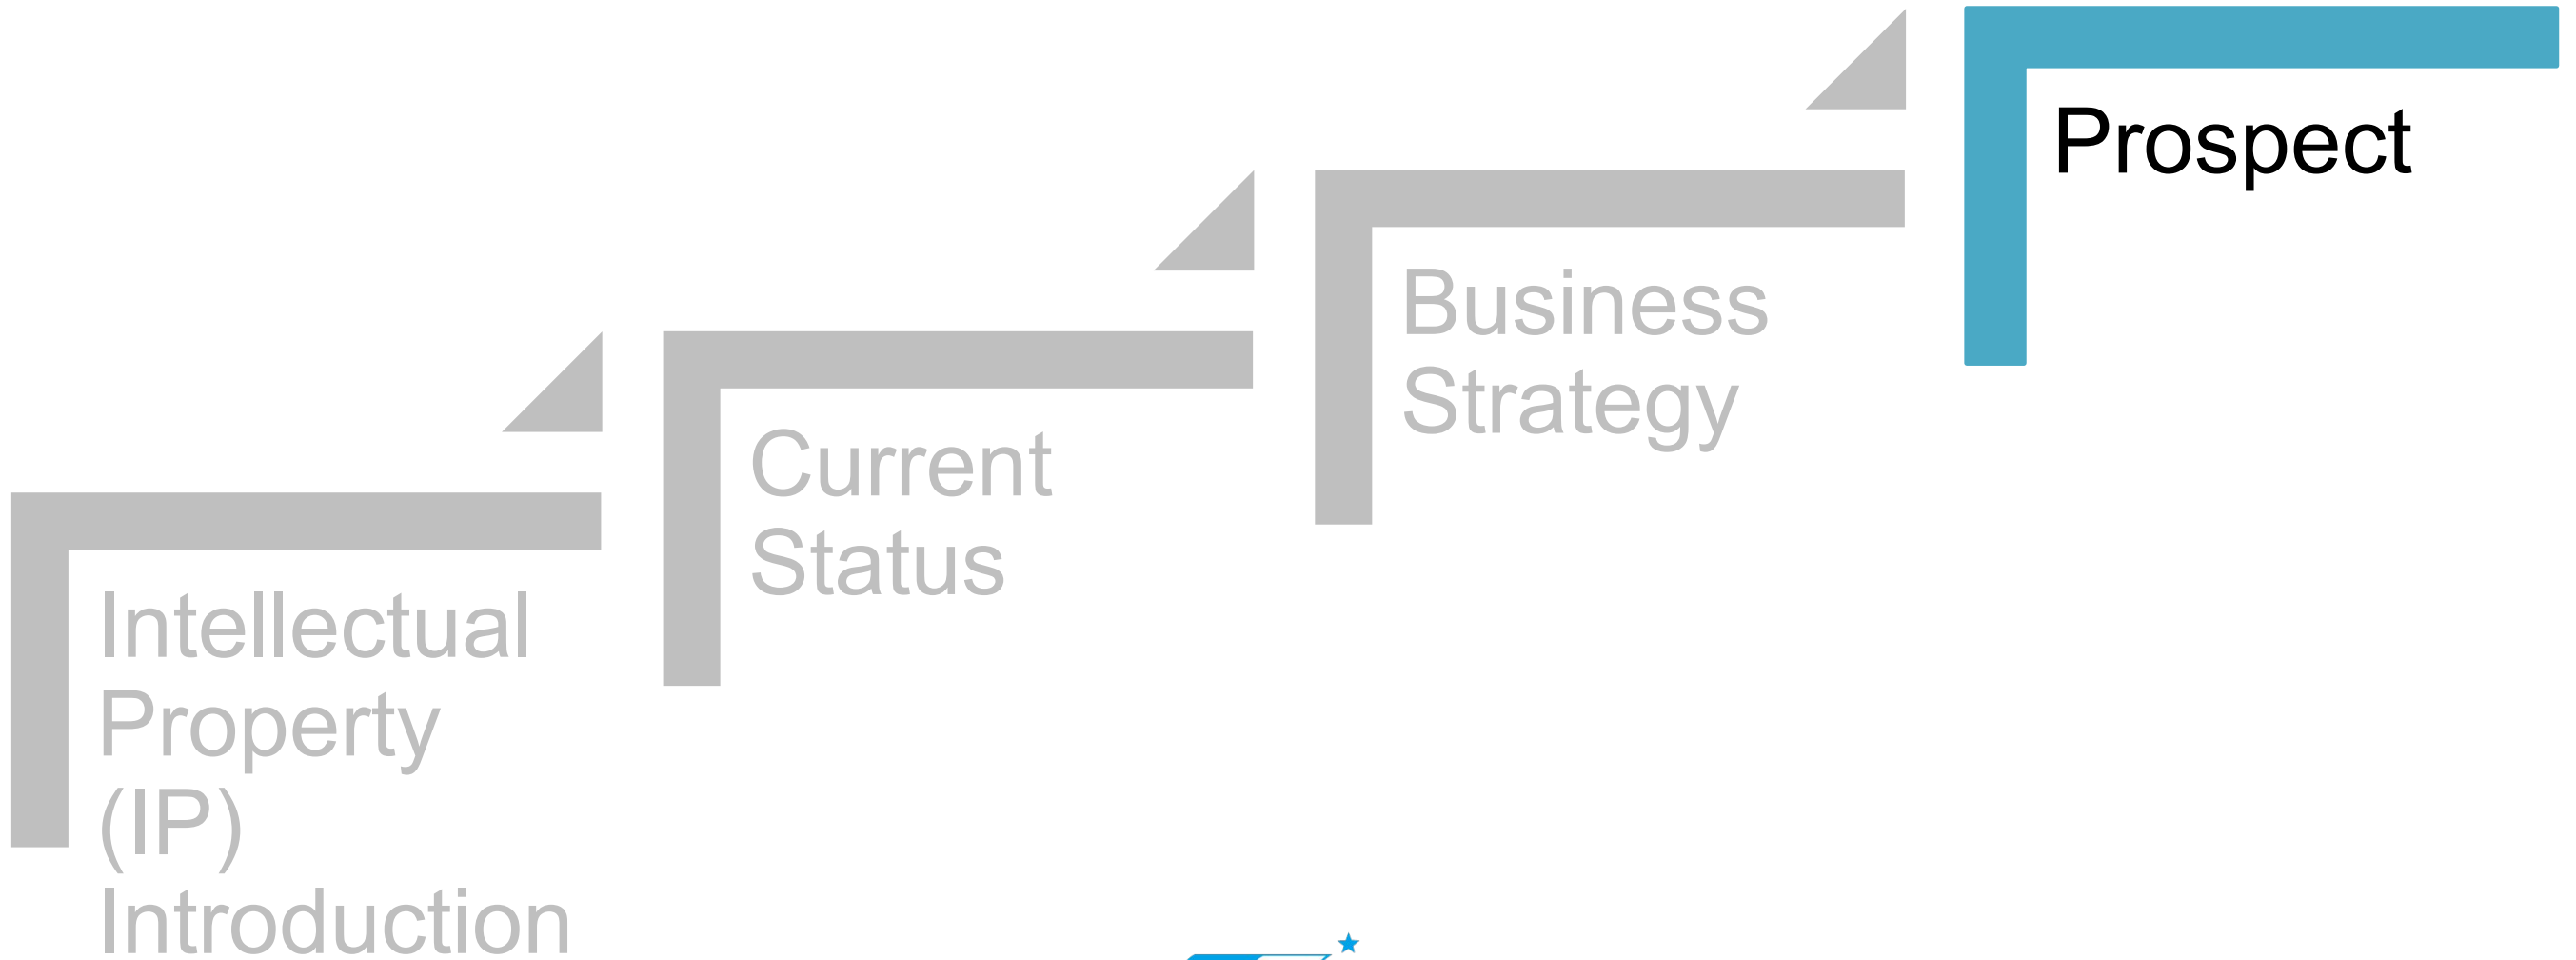 Intellectual
Property
(IP)
Introduction
Current
Status
Business
Strategy
Prospect